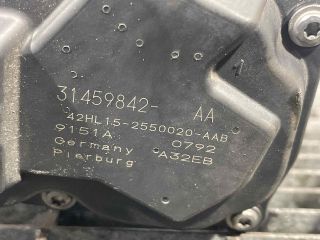 31459842- AA
42HL15-2550020-AAB
9151A 0792
Germany A32EB
Pierburg